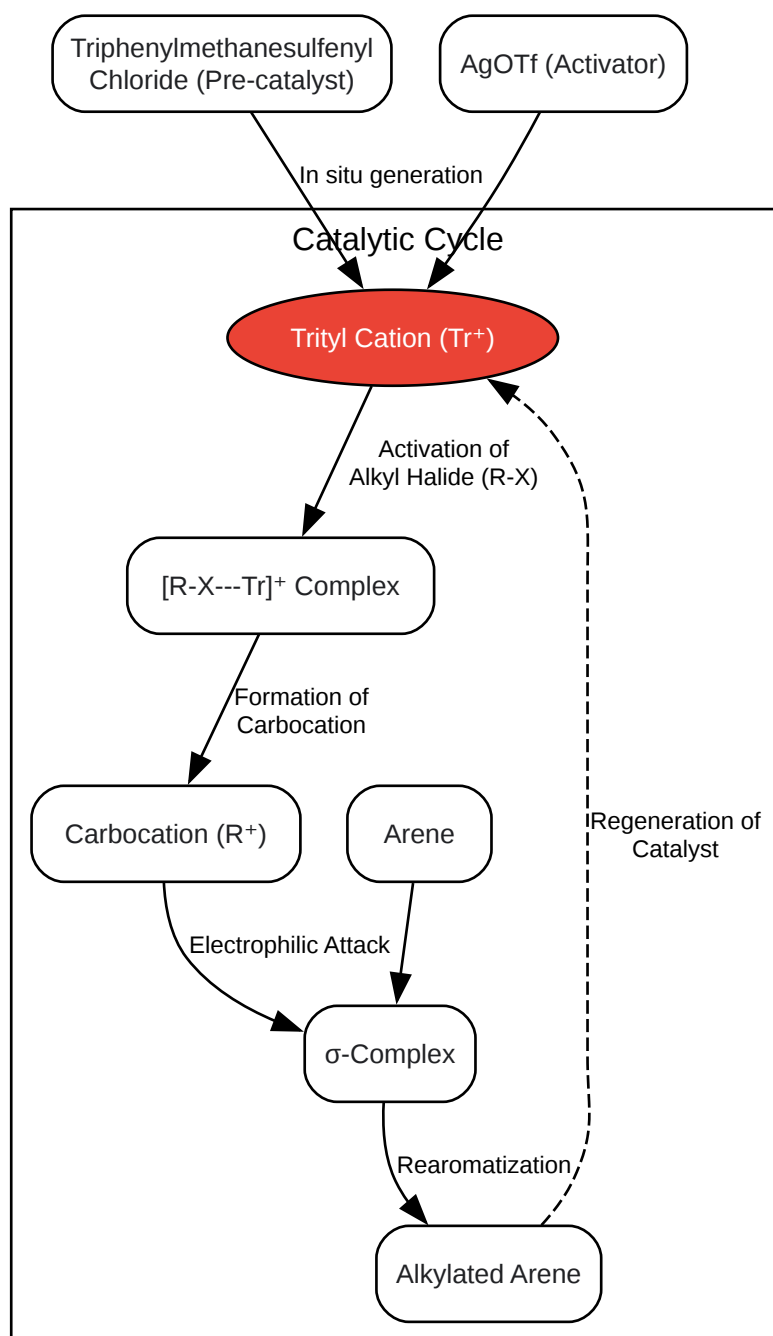 Triphenylmethanesulfenyl
Chloride (Pre-catalyst)
AgOTf (Activator)
In situ generation
Catalytic Cycle
Trityl Cation (Tr⁺)
Activation of
Alkyl Halide (R-X)
[R-X---Tr]⁺ Complex
Formation of
Carbocation
Carbocation (R⁺)
Arene
Regeneration of
Catalyst
Electrophilic Attack
σ-Complex
Rearomatization
Alkylated Arene